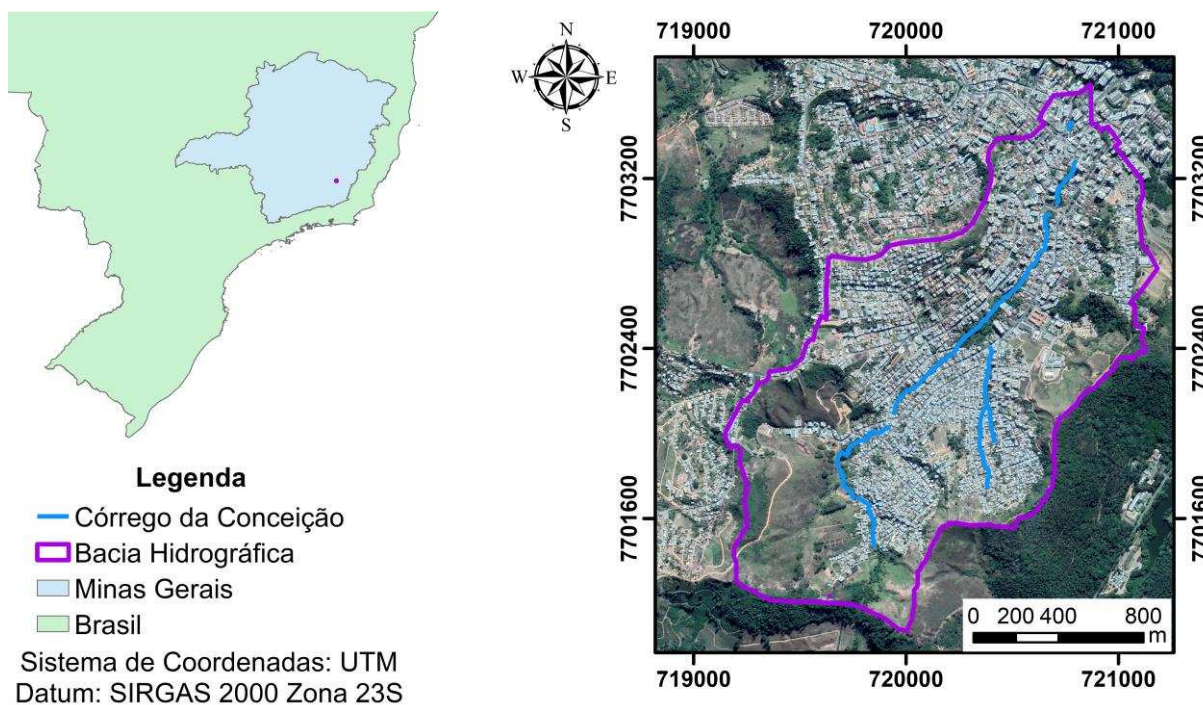 N
W E
S
719000 720000 721000
7703200 7703200
7702400 7702400
7701600 7701600
0 200 400 800
m
719000 720000 721000
Legenda
Córrego da Conceição
Bacia Hidrográfica
Minas Gerais
Brasil
Sistema de Coordenadas: UTM
Datum: SIRGAS 2000 Zona 23S